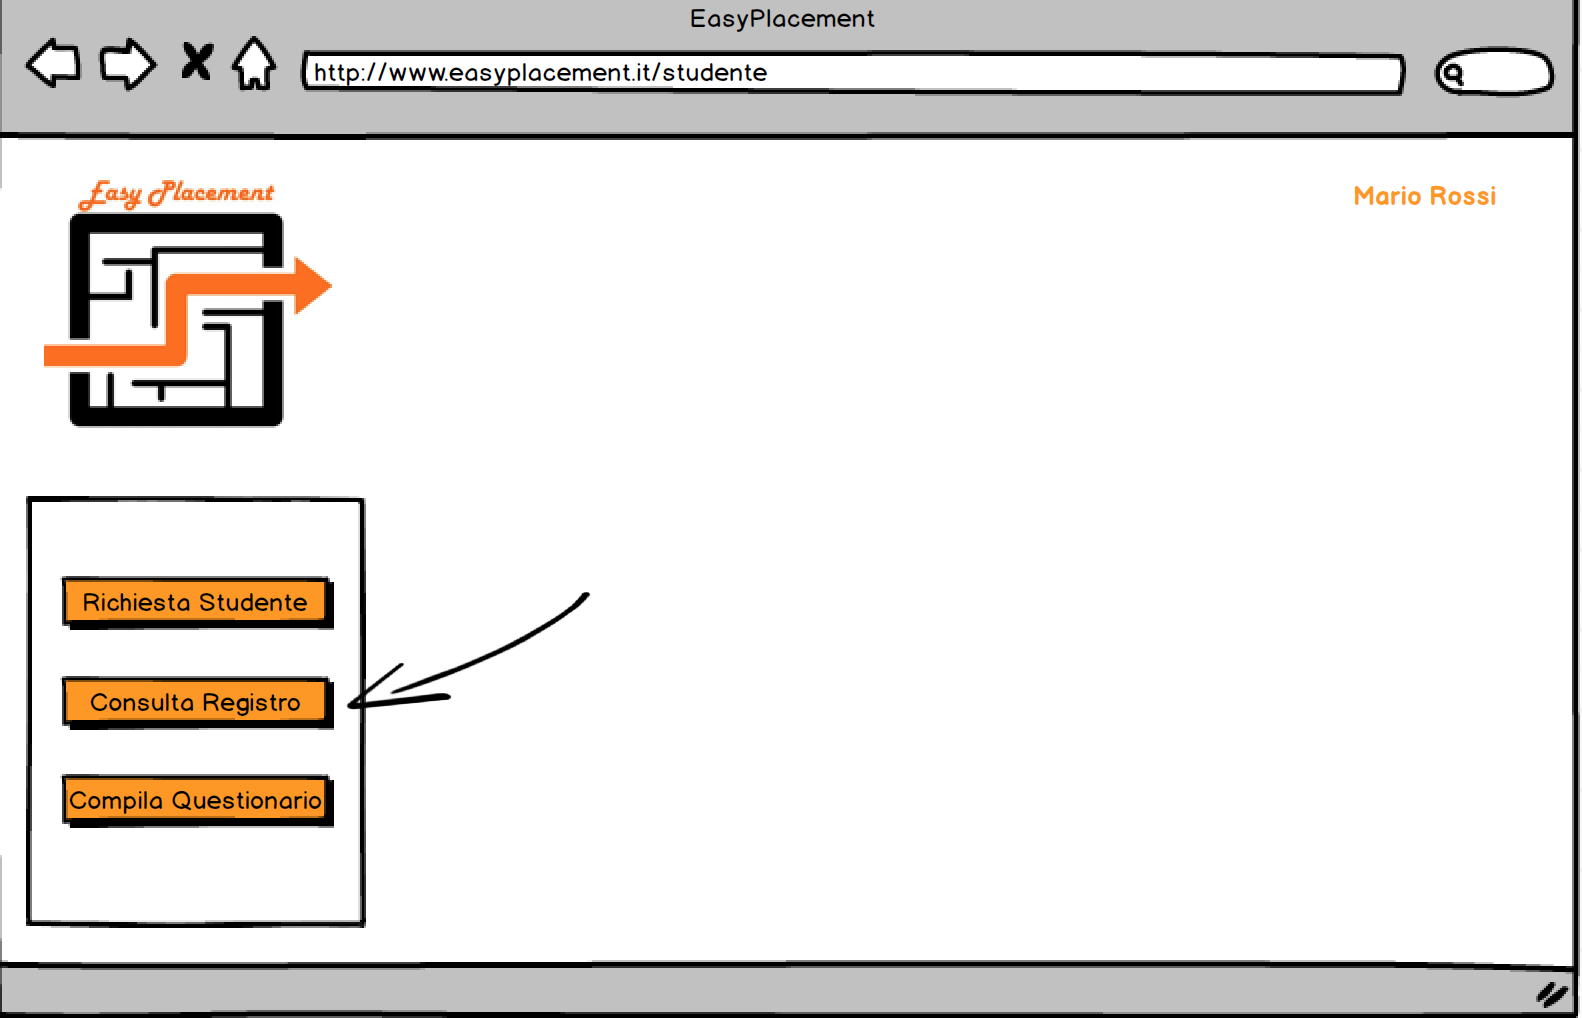 EasyPlacement
http://www.easyplacement.it/studente
Easy Placement
Mario Rossi
Richiesta Studente
Consulta Registro
Compila Questionario